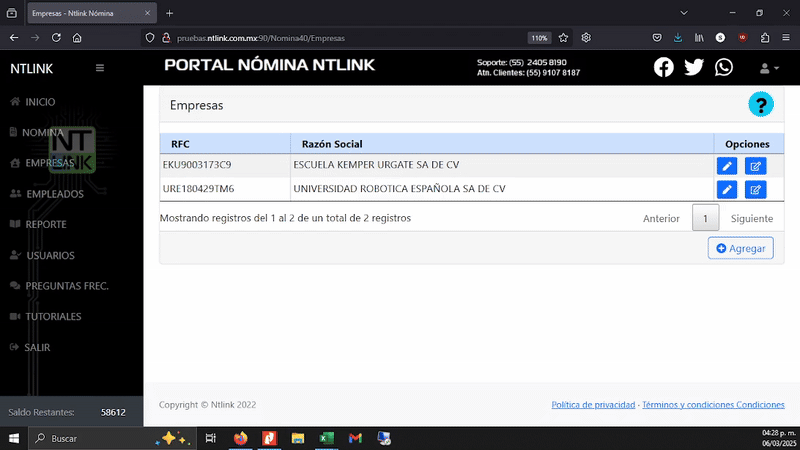 Empresas - Ntlink Nómina
pruebas.ntlink.com.mx:90/Nomina40/Empresas
110%
NTLINK
PORTAL NÓMINA NTLINK
Soporte: (55) 2405 8190
Atn. Clientes: (55) 9107 8187
INICIO
NOMINA
EMPRESAS
EMPLEADOS
REPORTE
USUARIOS
PREGUNTAS FREC.
TUTORIALES
SALIR
NT
LINK
Saldo Restantes: 58612
Empresas
?
RFC Razón Social Opciones
EKU9003173C9 ESCUELA KEMPER URGATE SA DE CV
URE180429TM6 UNIVERSIDAD ROBOTICA ESPAÑOLA SA DE CV
Mostrando registros del 1 al 2 de un total de 2 registros
Anterior 1 Siguiente
Agregar
Copyright © Ntlink 2022
Política de privacidad · Términos y condiciones Condiciones
Buscar
04:28 p. m.
06/03/2025